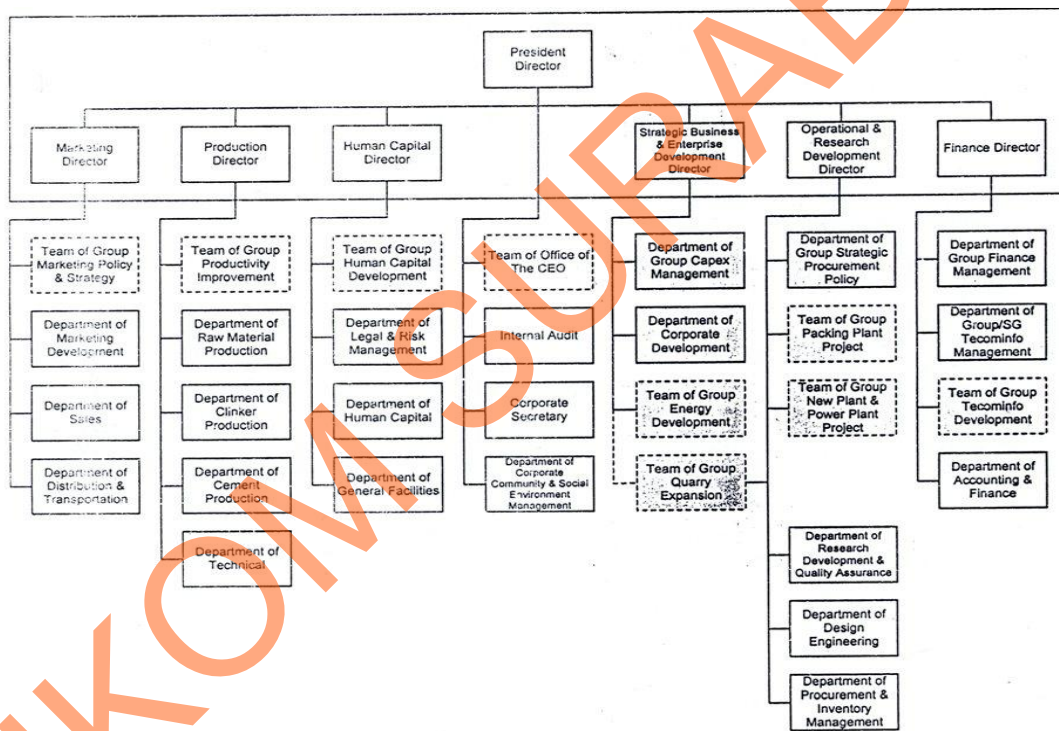 President
Director
Marketing
Director
Production
Director
Human Capital
Director
Strategic Business
& Enterprise
Development
Director
Operational &
Research
Development
Director
Finance Director
Team of Group
Marketing Policy
& Strategy
Department of
Marketing
Development
Department of
Sales
Department of
Distribution &
Transportation
Team of Group
Productivity
Improvement
Department of
Raw Material
Production
Department of
Clinker
Production
Department of
Cement
Production
Department of
Technical
Team of Group
Human Capital
Development
Department of
Legal & Risk
Management
Department of
Human Capital
Department of
General Facilities
Team of Office of
The CEO
Internal Audit
Corporate
Secretary
Department of
Corporate
Community & Social
Environment
Management
Department of
Group Capex
Management
Department of
Corporate
Development
Team of Group
Energy
Development
Team of Group
Quarry
Expansion
Department of
Group Strategic
Procurement
Policy
Team of Group
Packing Plant
Project
Team of Group
New Plant &
Power Plant
Project
Department of
Research
Development &
Quality Assurance
Department of
Design
Engineering
Department of
Procurement &
Inventory
Management
Department of
Group Finance
Management
Department of
Group/SG
Tecominfo
Management
Team of Group
Tecominfo
Development
Department of
Accounting &
Finance
IKOM SURAB